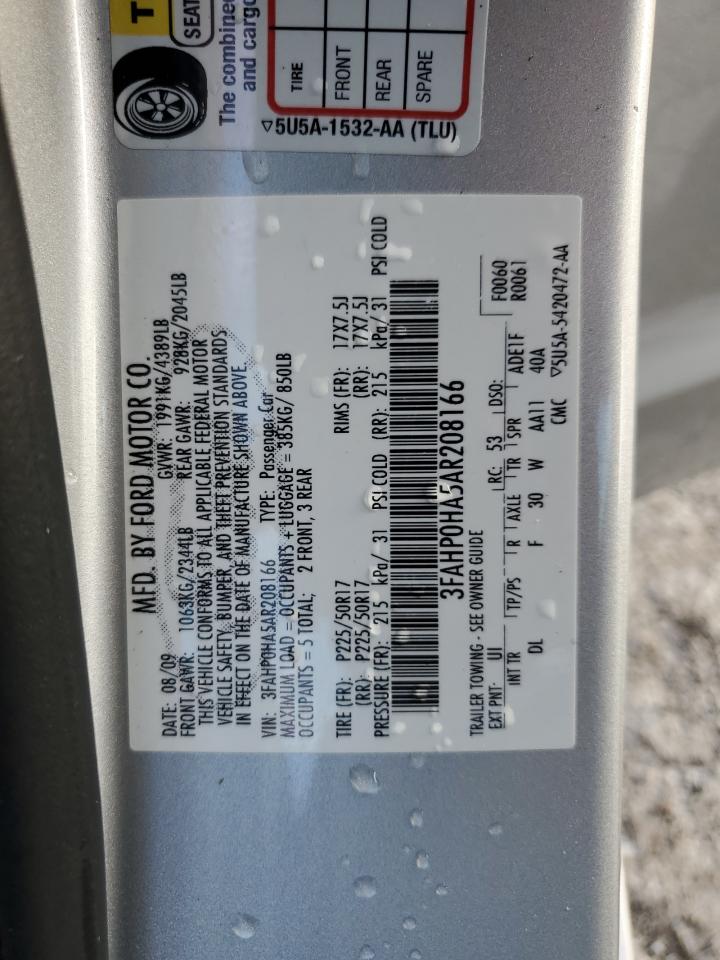 T
SEAT
The combined
and cargo
TIRE
FRONT
REAR
SPARE
▽5U5A-1532-AA (TLU)
MFD. BY FORD MOTOR CO.
DATE: 08/09 GVWR: 1991KG/4389LB
FRONT GAWR: 1063KG/2344LB REAR GAWR: 928KG/2045LB
THIS VEHICLE CONFORMS TO ALL APPLICABLE FEDERAL MOTOR
VEHICLE SAFETY, BUMPER, AND THEFT PREVENTION STANDARDS
IN EFFECT ON THE DATE OF MANUFACTURE SHOWN ABOVE.
VIN: 3FAHP0HA5AR208166 TYPE: Passenger Car
MAXIMUM LOAD = OCCUPANTS + LUGGAGE = 385KG/ 850LB
OCCUPANTS = 5 TOTAL; 2 FRONT, 3 REAR
TIRE (FR): P225/50R17 RIMS (FR): 17X7.5J
(RR): P225/50R17 (RR): 17X7.5J
PRESSURE (FR): 215 kPa/ 31 PSI COLD (RR): 215 kPa/ 31 PSI COLD
3FAHP0HA5AR208166
TRAILER TOWING - SEE OWNER GUIDE F0060
EXT PNT: UI RC: 53 DSO: R0061
INT TR TP/PS R AXLE TR SPR ADE1F
DL F 30 W AA11 40A
CMC ▽5U5A-5420472-AA